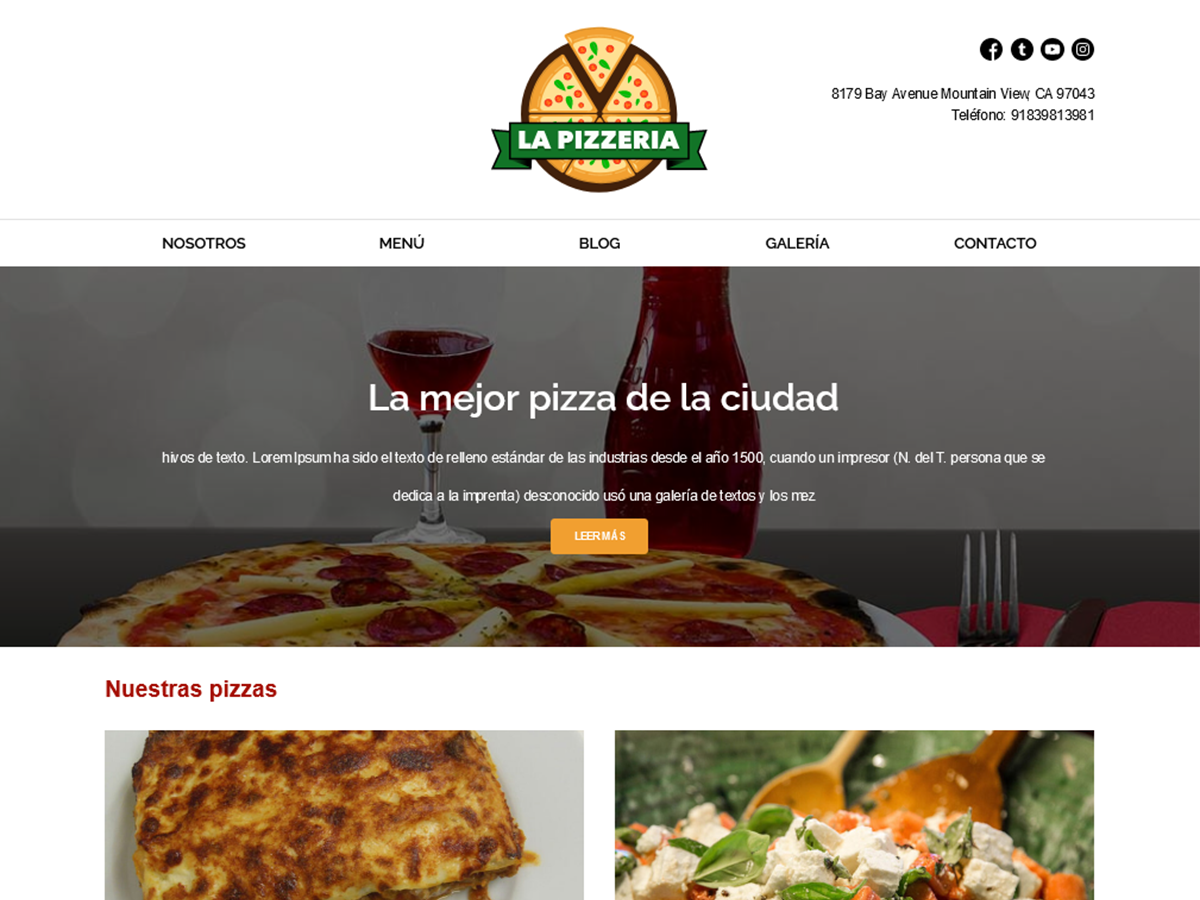 LA PIZZERIA
8179 Bay Avenue Mountain View, CA 97043
Teléfono: 91839813981
NOSOTROS
MENÚ
BLOG
GALERÍA
CONTACTO
La mejor pizza de la ciudad
hivos de texto. Lorem Ipsum ha sido el texto de relleno estándar de las industrias desde el año 1500, cuando un impresor (N. del T. persona que se
dedica a la imprenta) desconocido usó una galería de textos y los mez
LEER MÁS
Nuestras pizzas